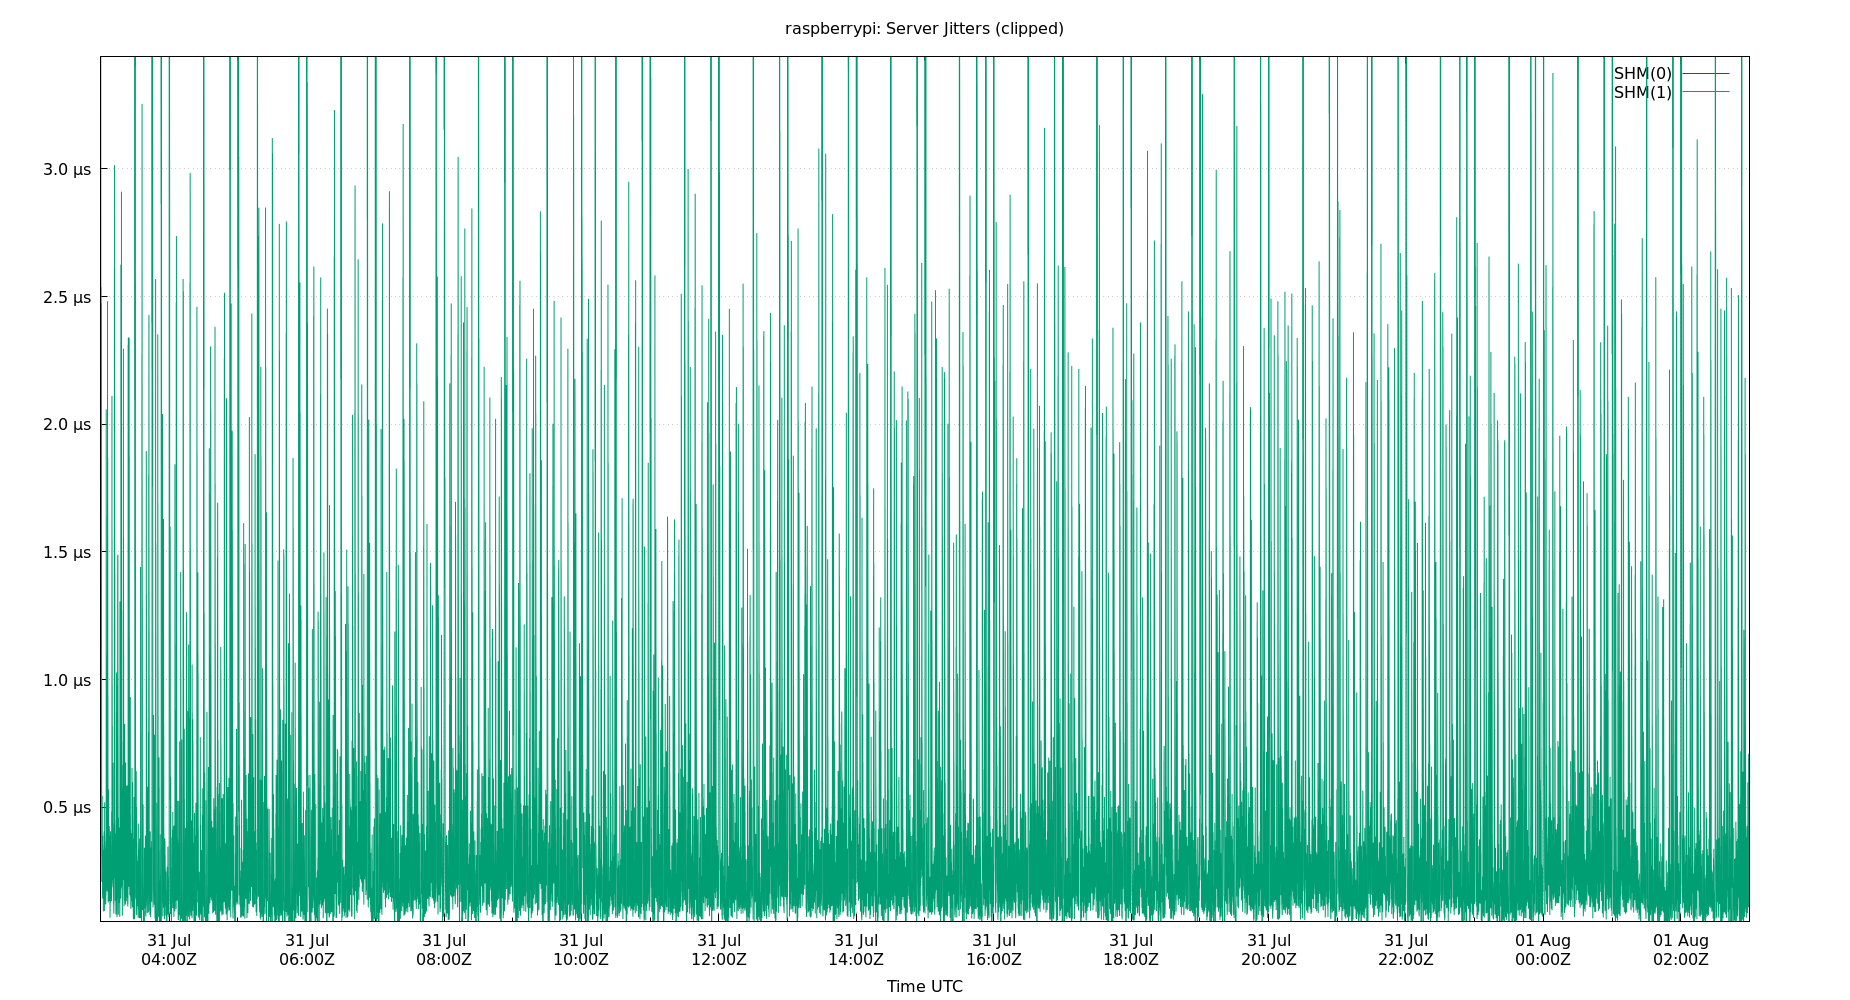 raspberrypi: Server Jitters (clipped)
SHM(0)
SHM(1)
3.0 µs
2.5 µs
2.0 µs
1.5 µs
1.0 µs
0.5 µs
31 Jul 31 Jul 31 Jul 31 Jul 31 Jul 31 Jul 31 Jul 31 Jul 31 Jul 31 Jul 01 Aug 01 Aug
04:00Z 06:00Z 08:00Z 10:00Z 12:00Z 14:00Z 16:00Z 18:00Z 20:00Z 22:00Z 00:00Z 02:00Z
Time UTC